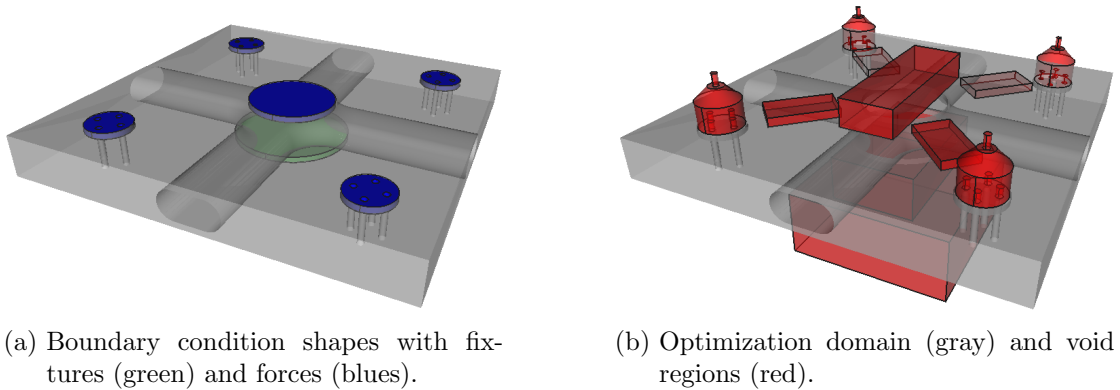 (a) Boundary condition shapes with fix-
tures (green) and forces (blues).
(b) Optimization domain (gray) and void
regions (red).